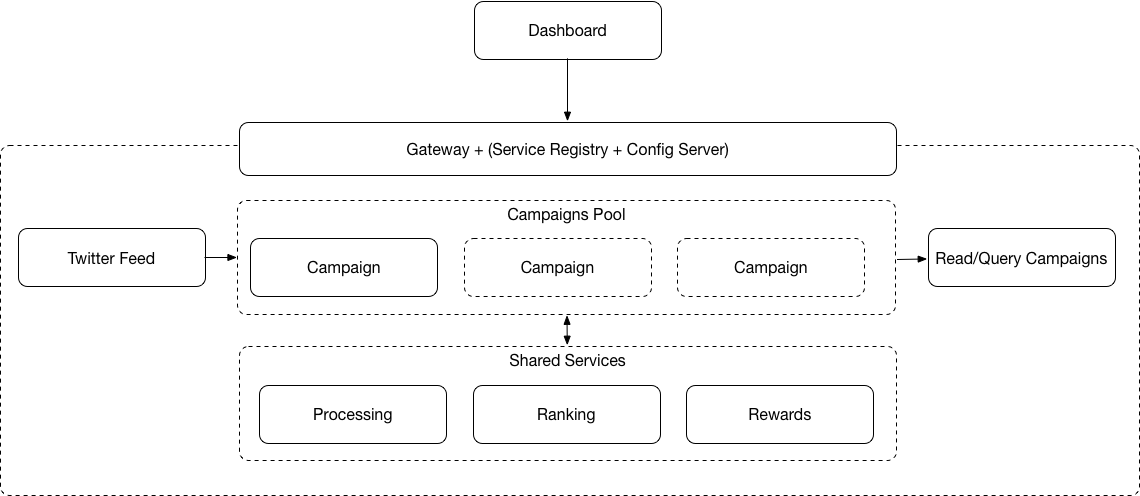 Dashboard
Gateway + (Service Registry + Config Server)
Campaigns Pool
Twitter Feed
Campaign
Campaign
Campaign
Read/Query Campaigns
Shared Services
Processing
Ranking
Rewards